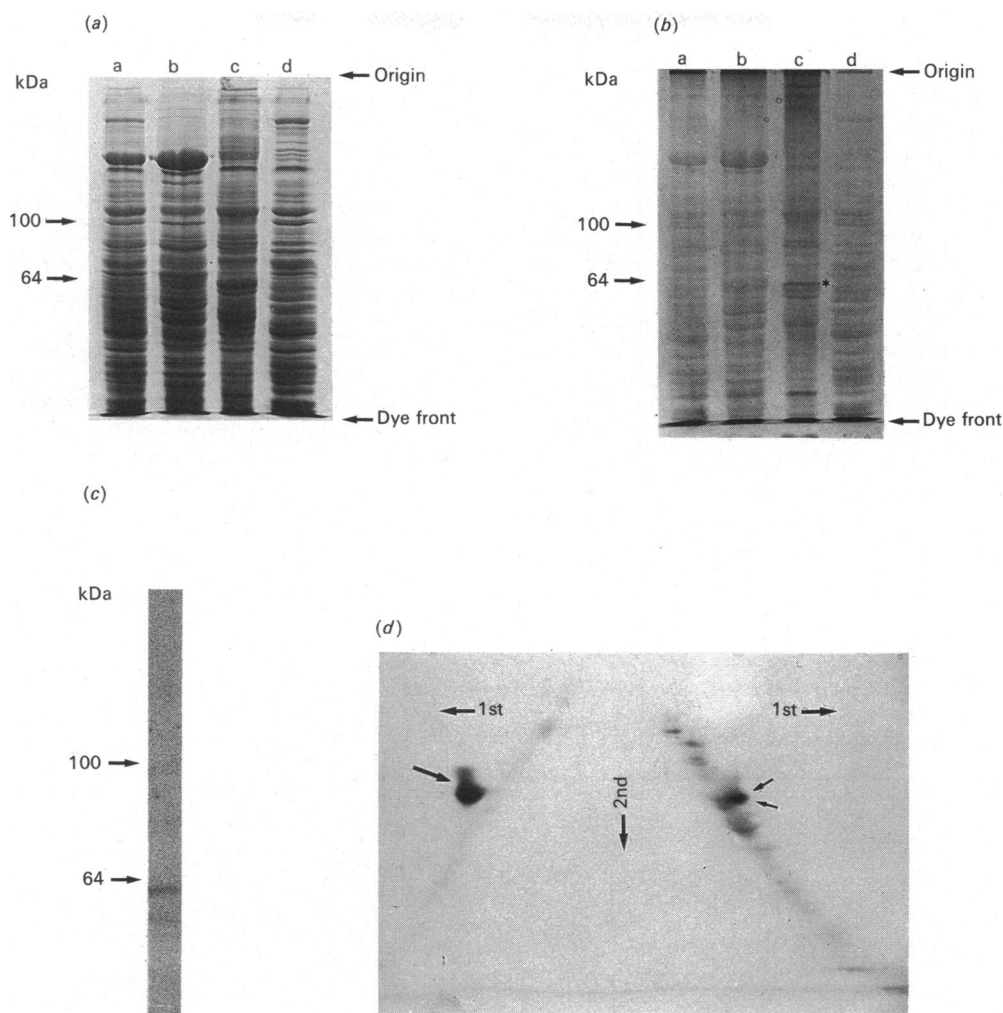 (a)
a b c d
kDa
Origin
100
64
Dye front
(b)
a b c d
kDa
Origin
100
64
*
Dye front
(c)
kDa
100
64
(d)
1st
1st
2nd